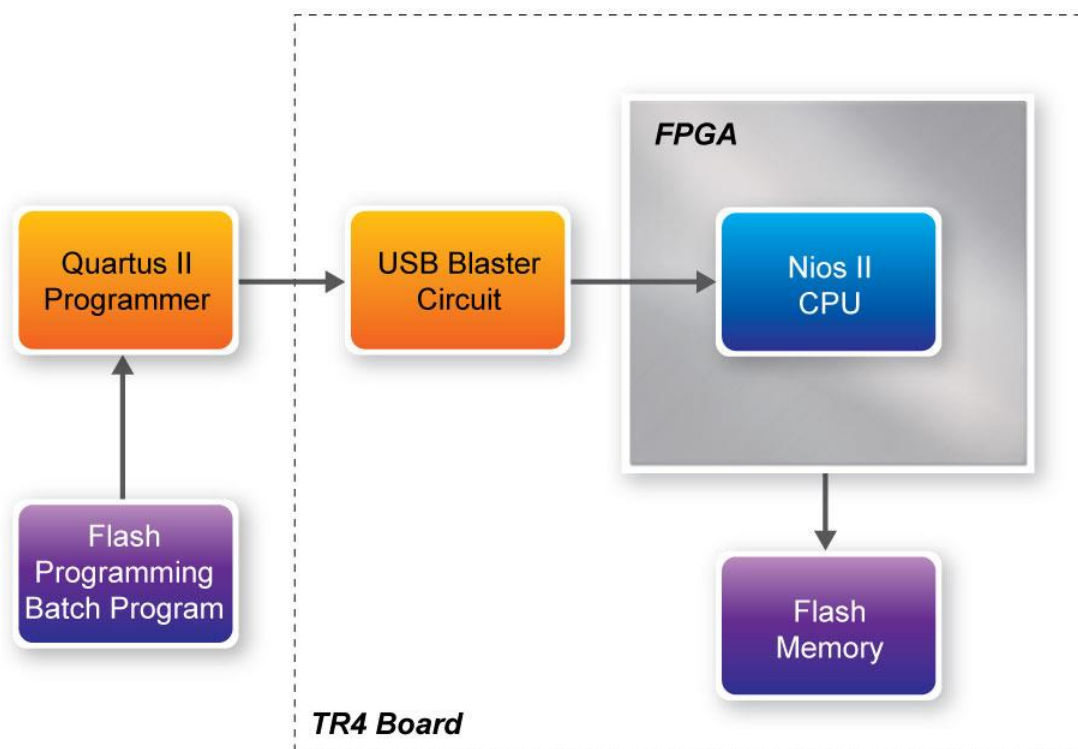 FPGA
Quartus II
Programmer
USB Blaster
Circuit
Nios II
CPU
Flash
Programming
Batch Program
Flash
Memory
TR4 Board